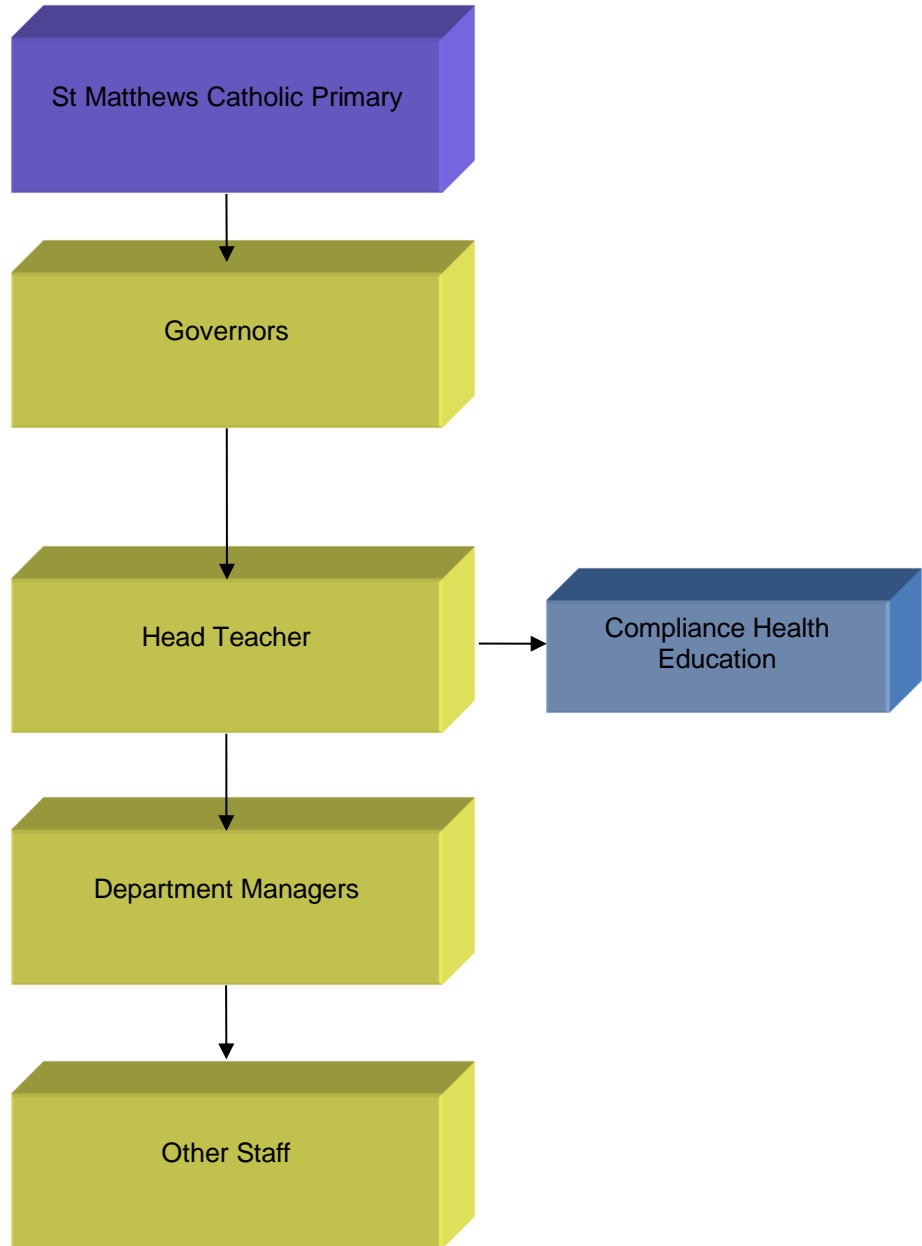 St Matthews Catholic Primary
Governors
Head Teacher
Compliance Health
Education
Department Managers
Other Staff